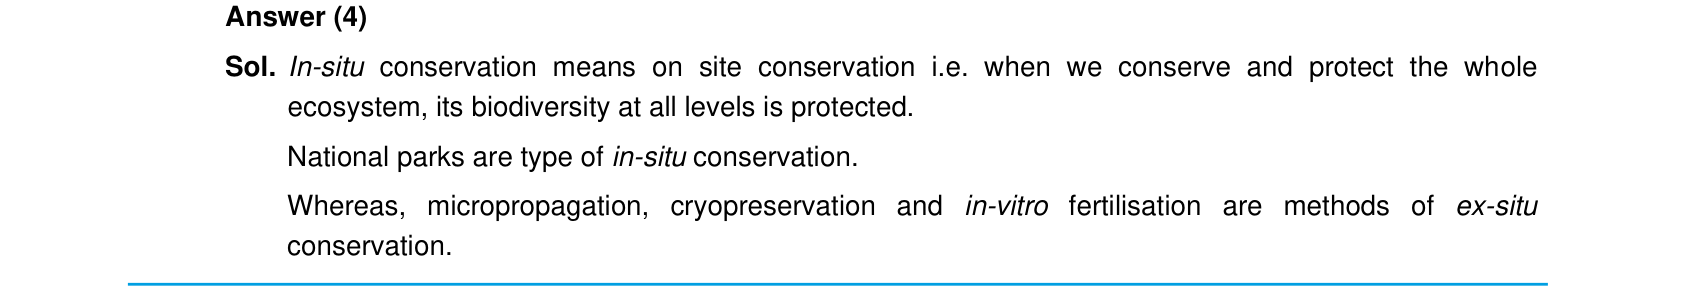 Answer (4)
Sol. In-situ conservation means on site conservation i.e. when we conserve and protect the whole
ecosystem, its biodiversity at all levels is protected.
National parks are type of in-situ conservation.
Whereas, micropropagation, cryopreservation and in-vitro fertilisation are methods of ex-situ
conservation.